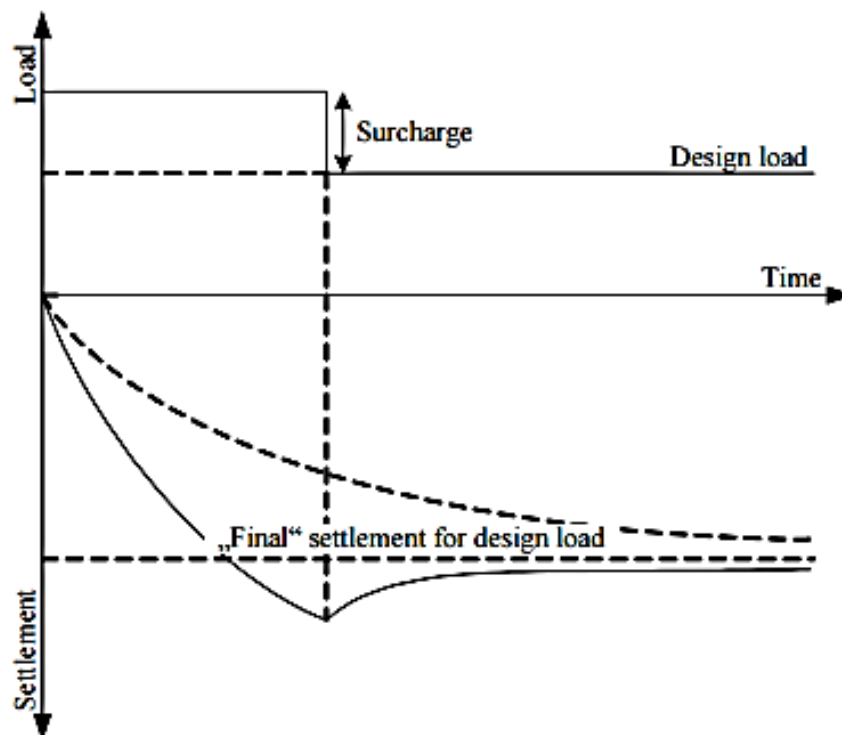 Load
Surcharge
Design load
Time
„Final“ settlement for design load
Settlement